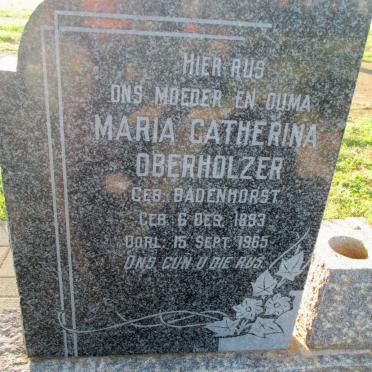 HIER RUS
ONS MOEDER EN OUMA
MARIA CATHERINA
OBERHOLZER
GEB. BADENHORST
GEB. 6 DES. 1893
OORL. 15 SEPT. 1965
ONS GUN U DIE RUS.